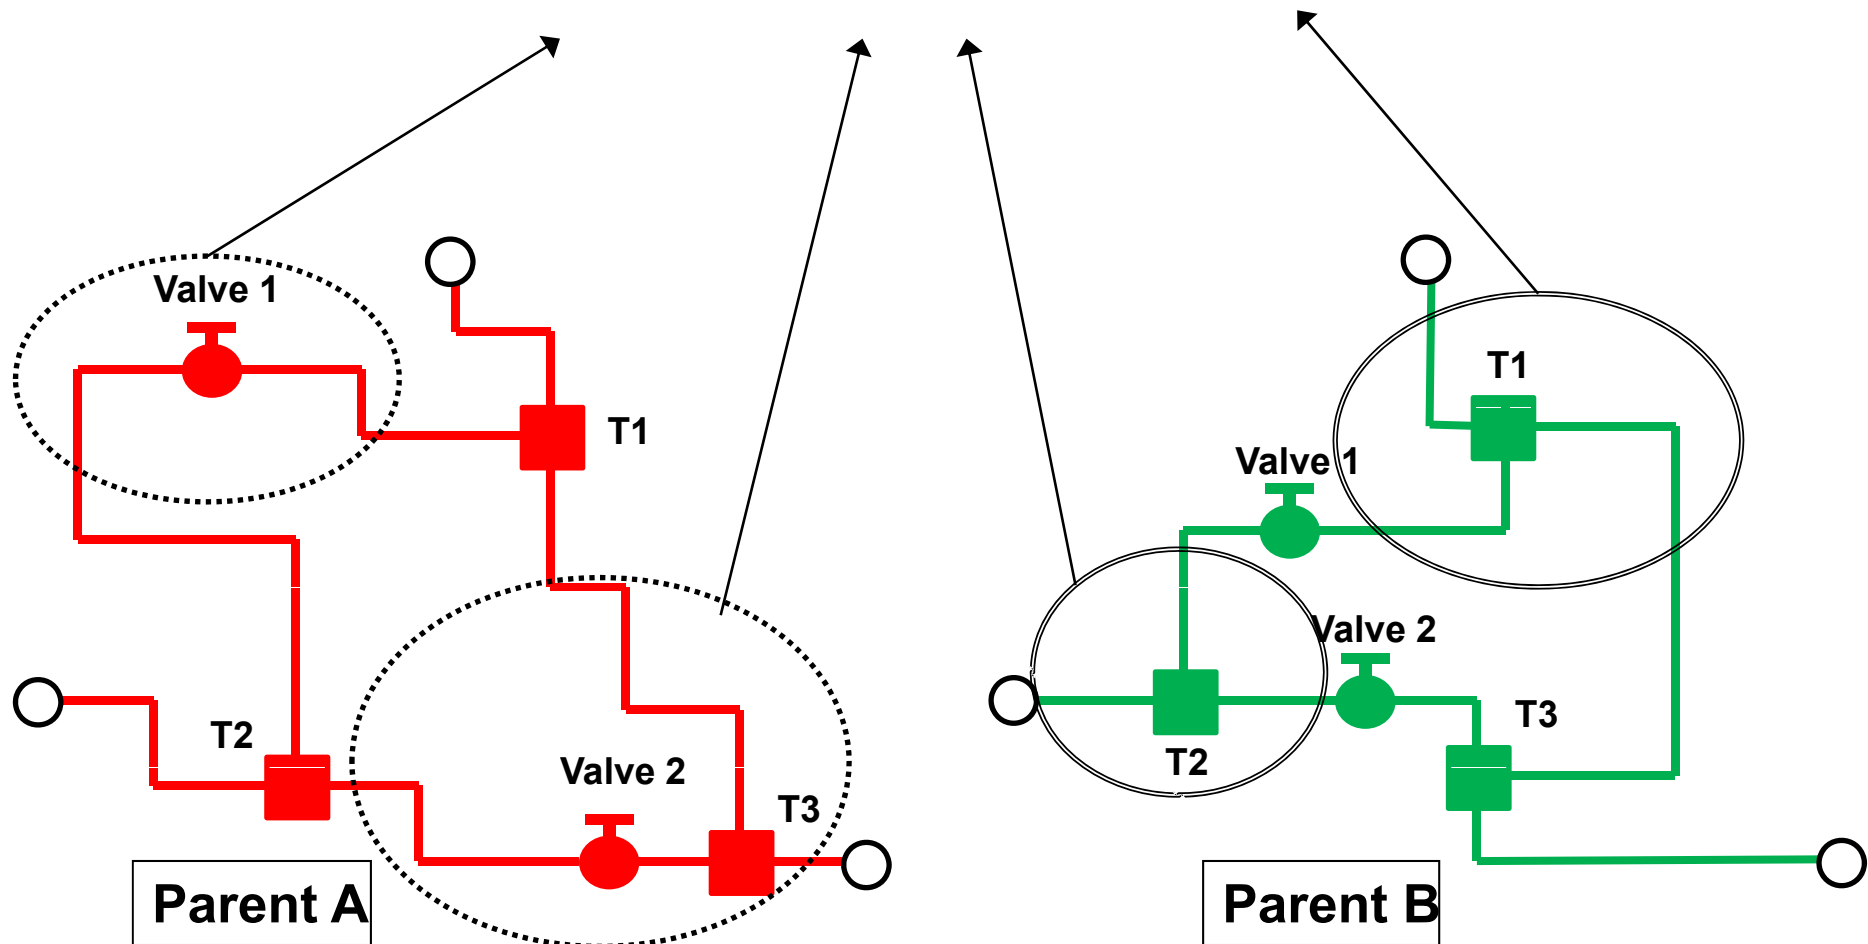 Valve 1
T1
T2
Valve 2
T3
Parent A
T1
Valve 1
Valve 2
T3
T2
Parent B